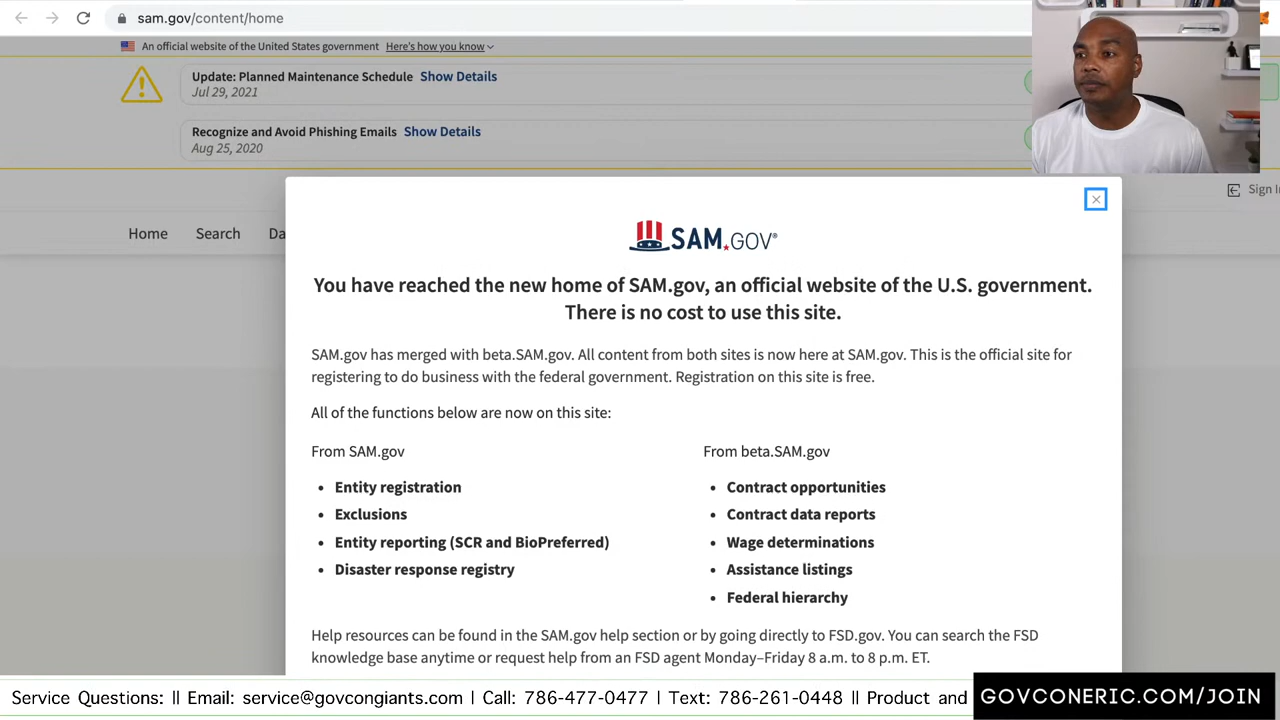 sam.gov/content/home
An official website of the United States government Here's how you know
Update: Planned Maintenance Schedule Show Details
Jul 29, 2021
Recognize and Avoid Phishing Emails Show Details
Aug 25, 2020
Sign In
Home Search
SAM.GOV®
You have reached the new home of SAM.gov, an official website of the U.S. government.
There is no cost to use this site.
SAM.gov has merged with beta.SAM.gov. All content from both sites is now here at SAM.gov. This is the official site for
registering to do business with the federal government. Registration on this site is free.
All of the functions below are now on this site:
From SAM.gov
• Entity registration
• Exclusions
• Entity reporting (SCR and BioPreferred)
• Disaster response registry
From beta.SAM.gov
• Contract opportunities
• Contract data reports
• Wage determinations
• Assistance listings
• Federal hierarchy
Help resources can be found in the SAM.gov help section or by going directly to FSD.gov. You can search the FSD
knowledge base anytime or request help from an FSD agent Monday–Friday 8 a.m. to 8 p.m. ET.
Service Questions: || Email: service@govcongiants.com | Call: 786-477-0477 | Text: 786-261-0448 || Product and
GOVCONERIC.COM/JOIN